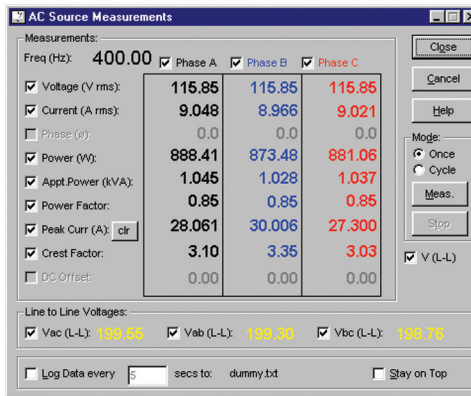 AC Source Measurements
Measurements:
Freq (Hz): 400.00 Phase A Phase B Phase C
Voltage (V rms): 115.85 115.85 115.85
Current (A rms): 9.048 8.966 9.021
Phase (ø): 0.0 0.0 0.0
Power (W): 888.41 873.48 881.06
Appt.Power (kVA): 1.045 1.028 1.037
Power Factor: 0.85 0.85 0.85
Peak Curr (A): clr 28.061 30.006 27.300
Crest Factor: 3.10 3.35 3.03
DC Offset: 0.00 0.00 0.00
Close
Cancel
Help
Mode:
Once
Cycle
Meas.
Stop
V (L-L)
Line to Line Voltages:
Vac (L-L): 199.55 Vab (L-L): 199.30 Vbc (L-L): 198.76
Log Data every 5 secs to: dummy.txt Stay on Top